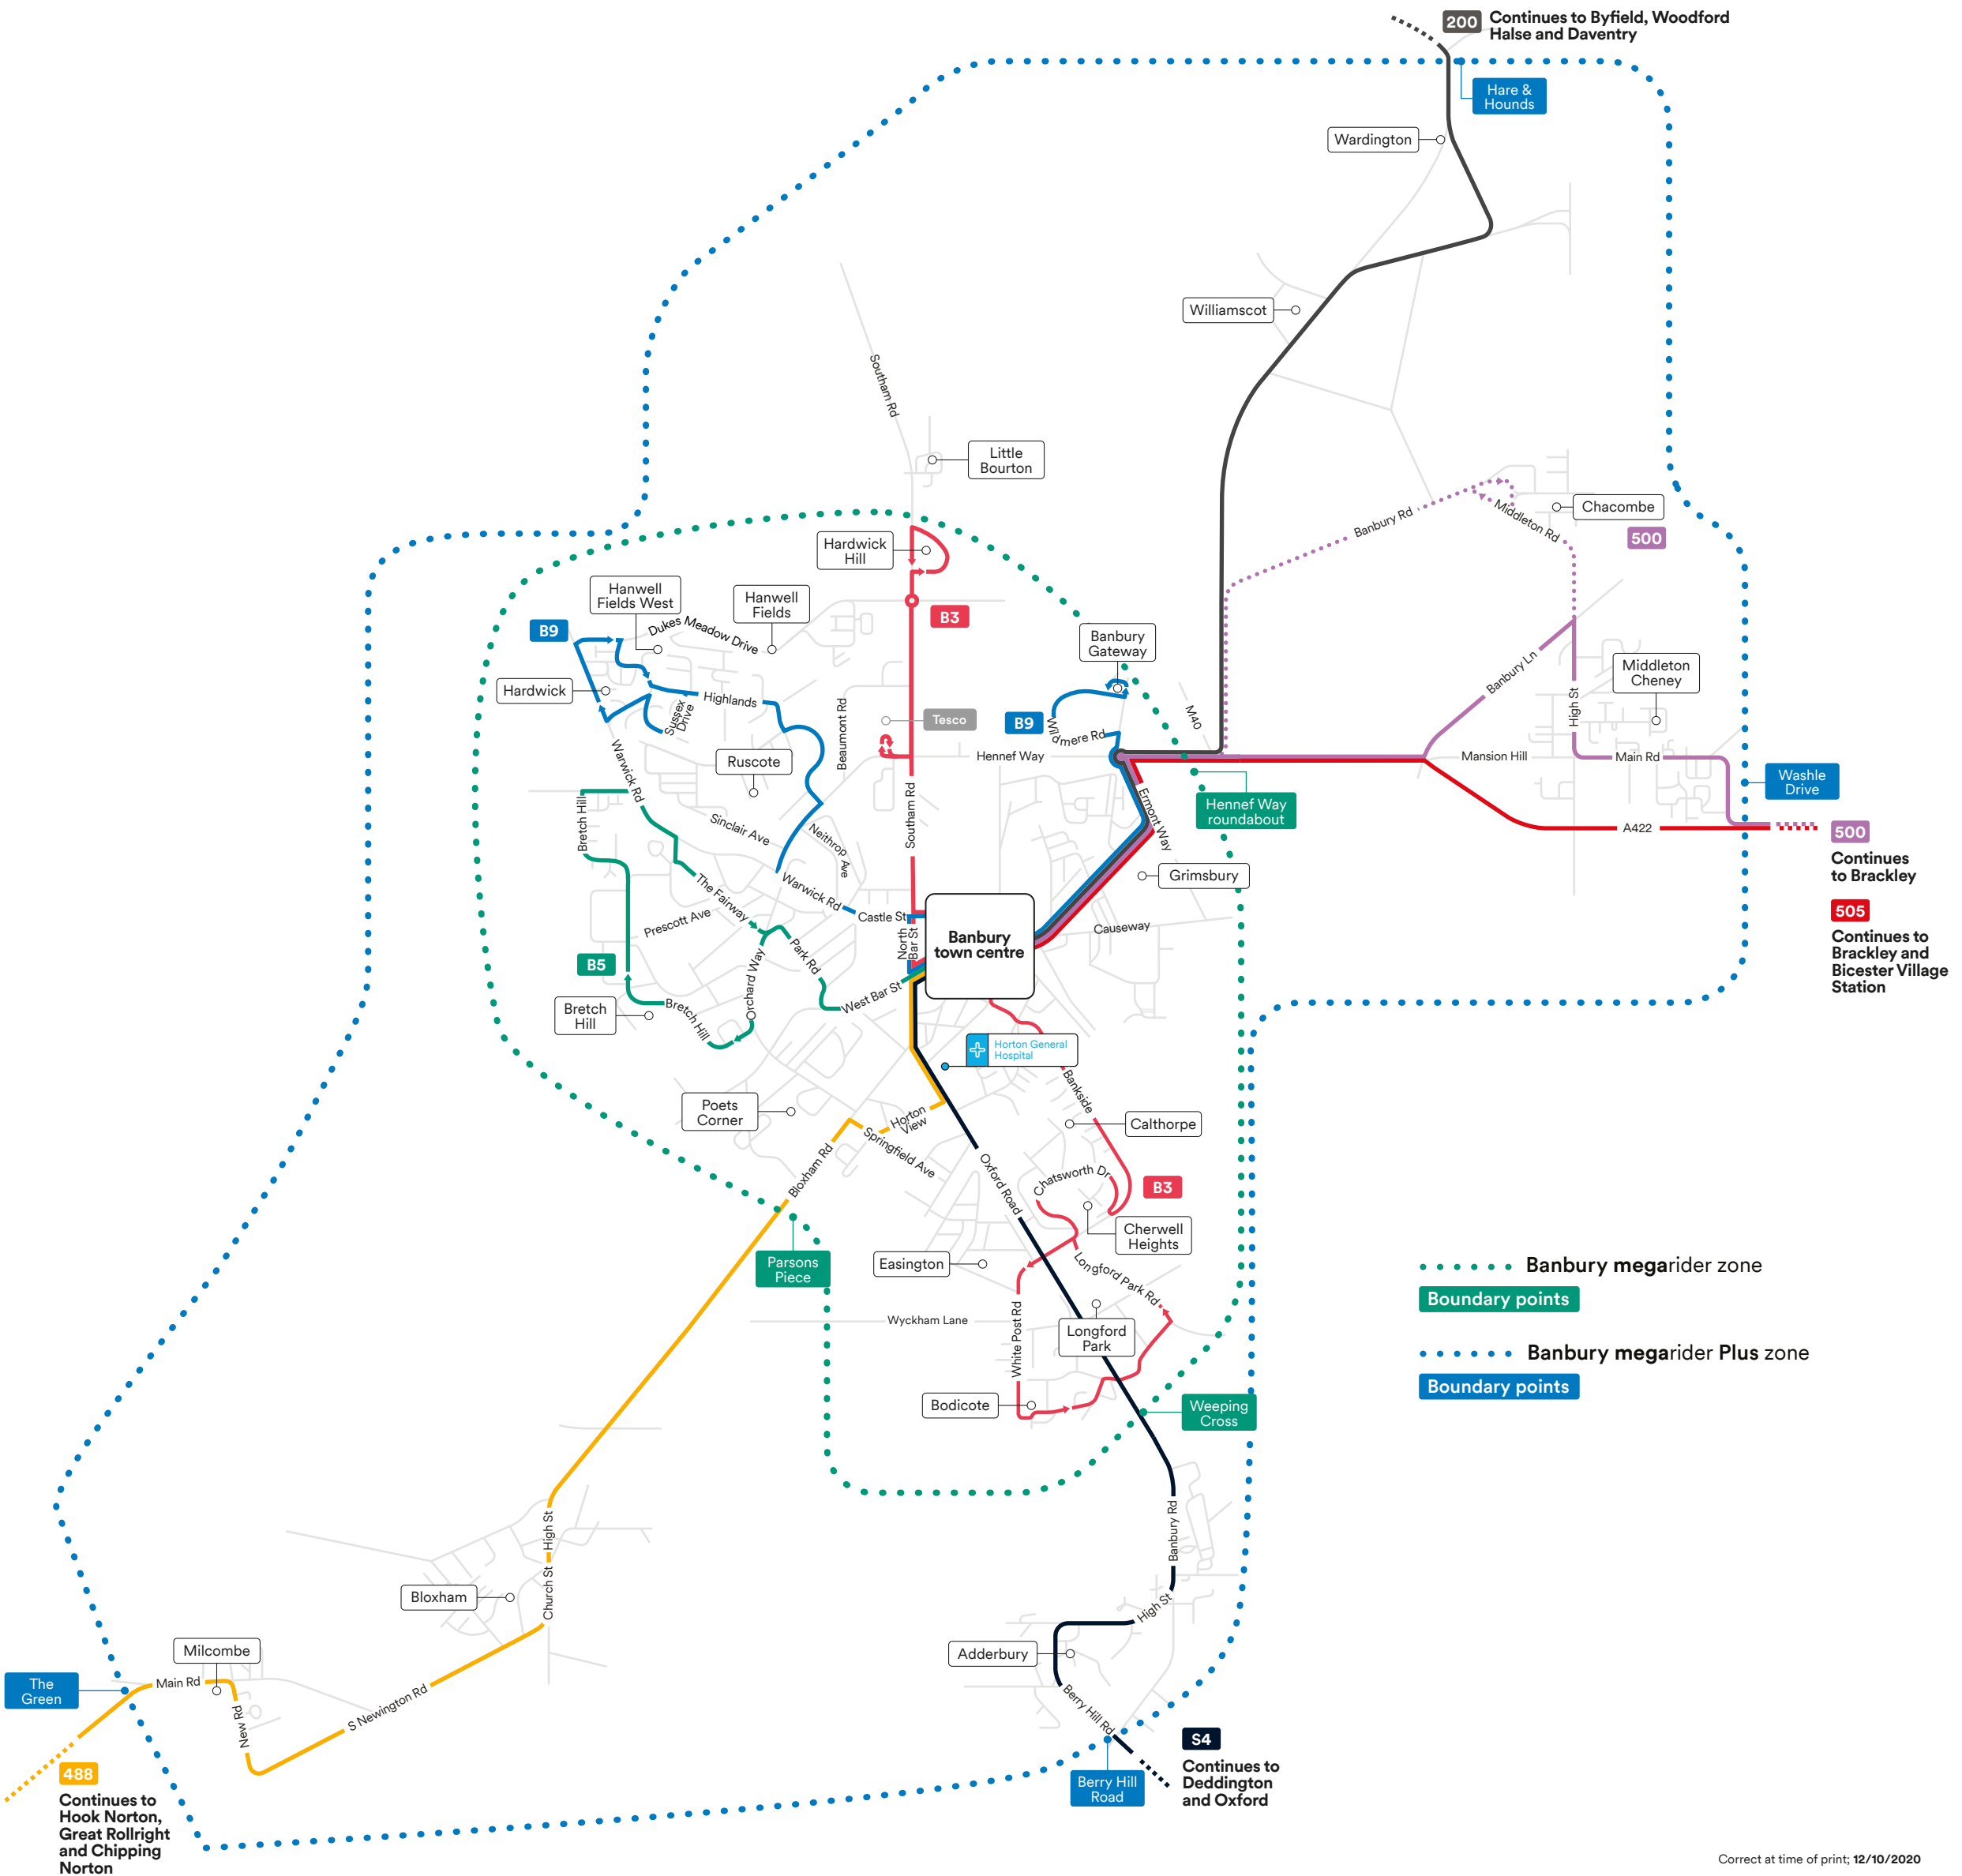 200
Continues to Byfield, Woodford
Halse and Daventry
Hare &
Hounds
Wardington
Williamscot
Southam Rd
Little
Bourton
Chacombe
500
Banbury Rd
Middleton Rd
Hardwick
Hill
Hanwell
Fields West
Hanwell
Fields
B3
B9
Dukes Meadow Drive
Banbury
Gateway
Middleton
Cheney
Banbury Ln
High St
Hardwick
Highlands
Sussex
Drive
Beaumont Rd
Tesco
B9
Wildmere Rd
M40
Hennef Way
Mansion Hill
Main Rd
Washle
Drive
Ruscote
Warwick Rd
Bretch Hill
Hennef Way
roundabout
Ermont Way
Southam Rd
Sinclair Ave
Neithrop Ave
A422
500
Continues
to Brackley
Grimsbury
The Fairway
Warwick Rd
Castle St
Prescott Ave
North
Bar St
Banbury
town centre
Causeway
505
Continues to
Brackley and
Bicester Village
Station
B5
Orchard Way
Park Rd
West Bar St
Bretch
Hill
Bretch Hill
Horton General
Hospital
Bankside
Poets
Corner
Horton
View
Springfield Ave
Calthorpe
Bloxham Rd
Oxford Road
Chatsworth Dr
B3
Cherwell
Heights
Parsons
Piece
Easington
Longford Park Rd
Wyckham Lane
White Post Rd
Longford
Park
Bodicote
Weeping
Cross
Banbury megarider zone
Boundary points
Banbury megarider Plus zone
Boundary points
High St
Church St
Banbury Rd
Bloxham
High St
Milcombe
Adderbury
The
Green
Main Rd
New Rd
S Newington Rd
Berry Hill Rd
S4
Continues to
Deddington
and Oxford
Berry Hill
Road
488
Continues to
Hook Norton,
Great Rollright
and Chipping
Norton
Correct at time of print; 12/10/2020